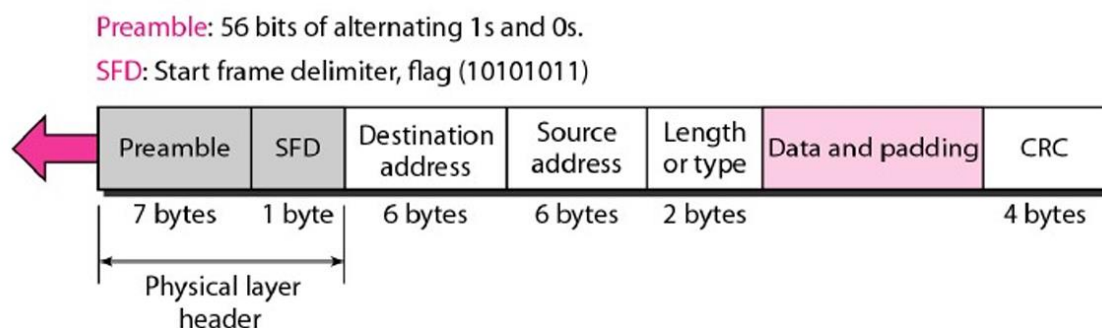 Preamble: 56 bits of alternating 1s and 0s.
SFD: Start frame delimiter, flag (10101011)
Preamble
SFD
Destination
address
Source
address
Length
or type
Data and padding
CRC
7 bytes
1 byte
6 bytes
6 bytes
2 bytes
4 bytes
Physical layer
header